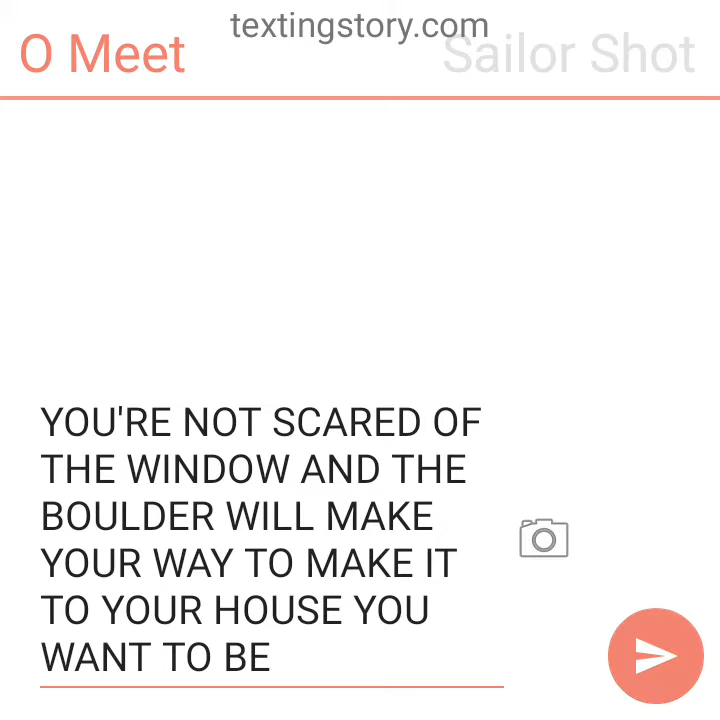 textingstory.com
O Meet
Sailor Shot
YOU'RE NOT SCARED OF
THE WINDOW AND THE
BOULDER WILL MAKE
YOUR WAY TO MAKE IT
TO YOUR HOUSE YOU
WANT TO BE